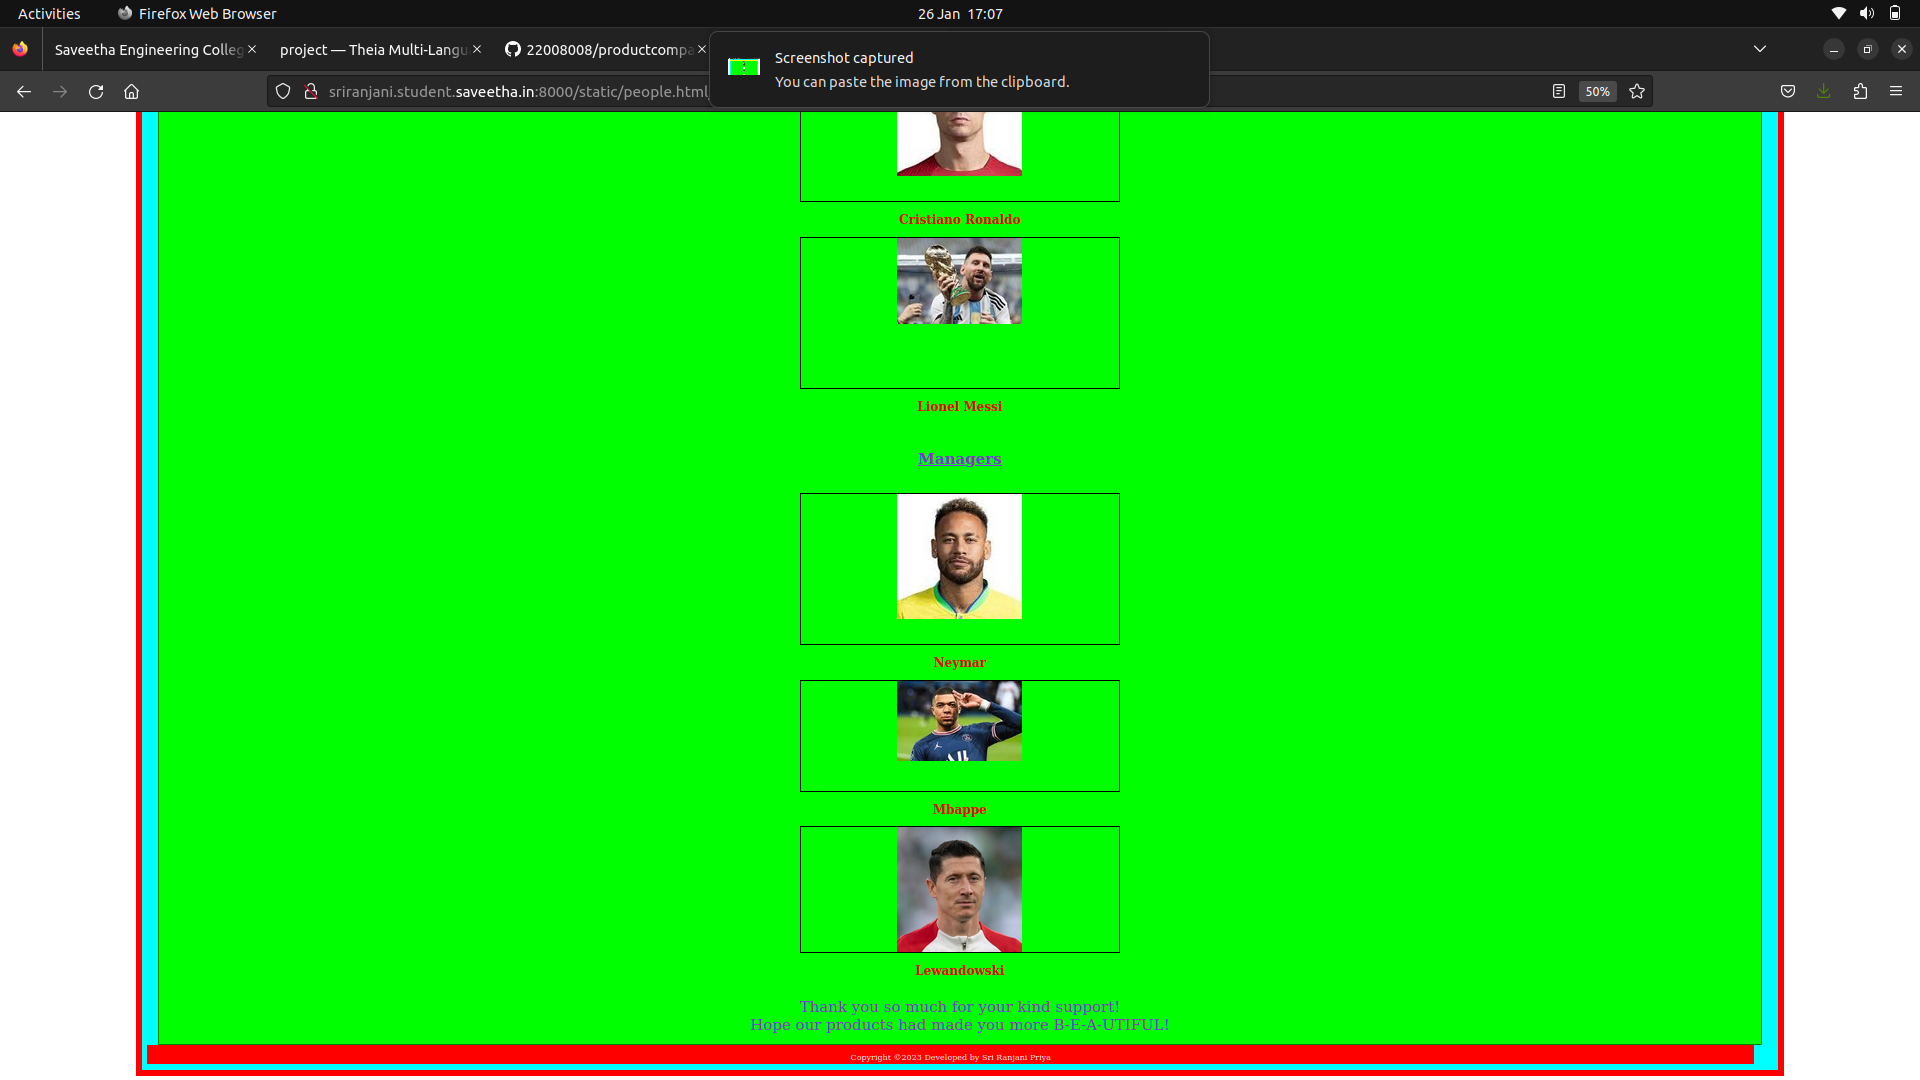 Activities
Firefox Web Browser
26 Jan 17:07
Saveetha Engineering Colleg
project — Theia Multi-Langu
22008008/productcompa
Screenshot captured
You can paste the image from the clipboard.
sriranjani.student.saveetha.in:8000/static/people.html
50%
Cristiano Ronaldo
Lionel Messi
Managers
Neymar
Mbappe
Lewandowski
Thank you so much for your kind support!
Hope our products had made you more B-E-A-UTIFUL!
Copyright ©2023 Developed by Sri Ranjani Priya